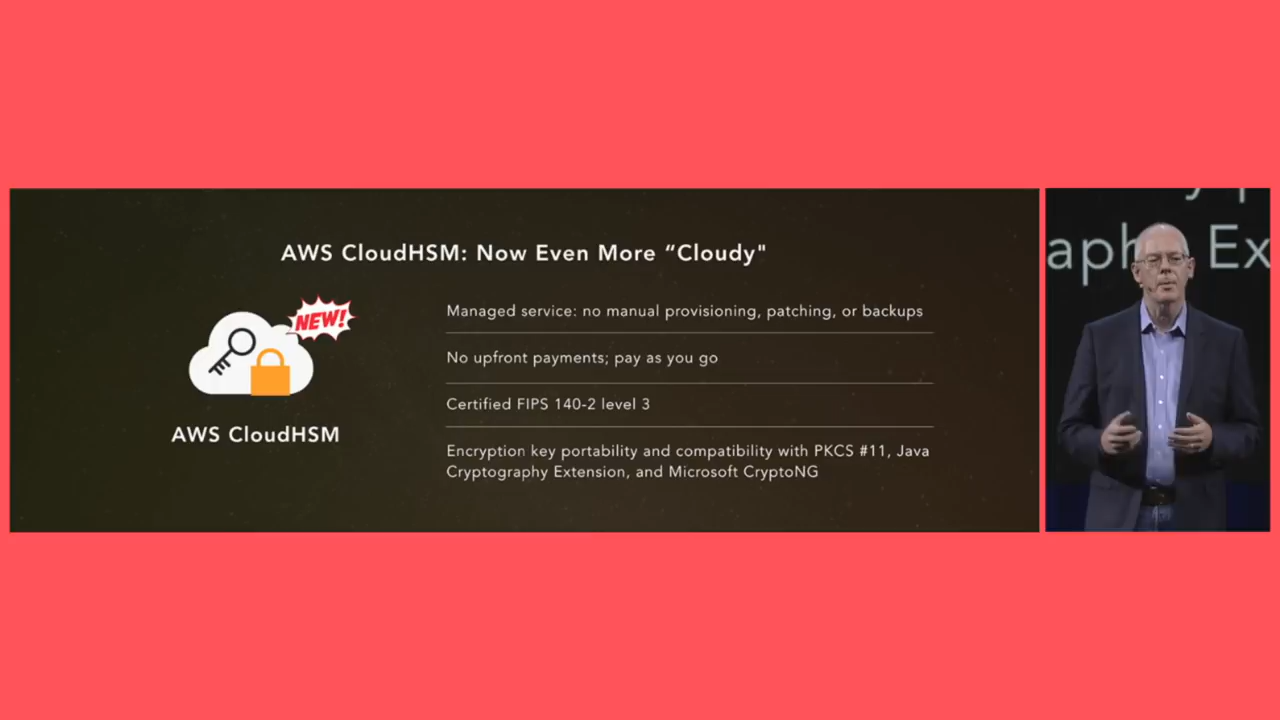 AWS CloudHSM: Now Even More “Cloudy"
NEW!
AWS CloudHSM
Managed service: no manual provisioning, patching, or backups
No upfront payments; pay as you go
Certified FIPS 140-2 level 3
Encryption key portability and compatibility with PKCS #11, Java
Cryptography Extension, and Microsoft CryptoNG
aph Ex